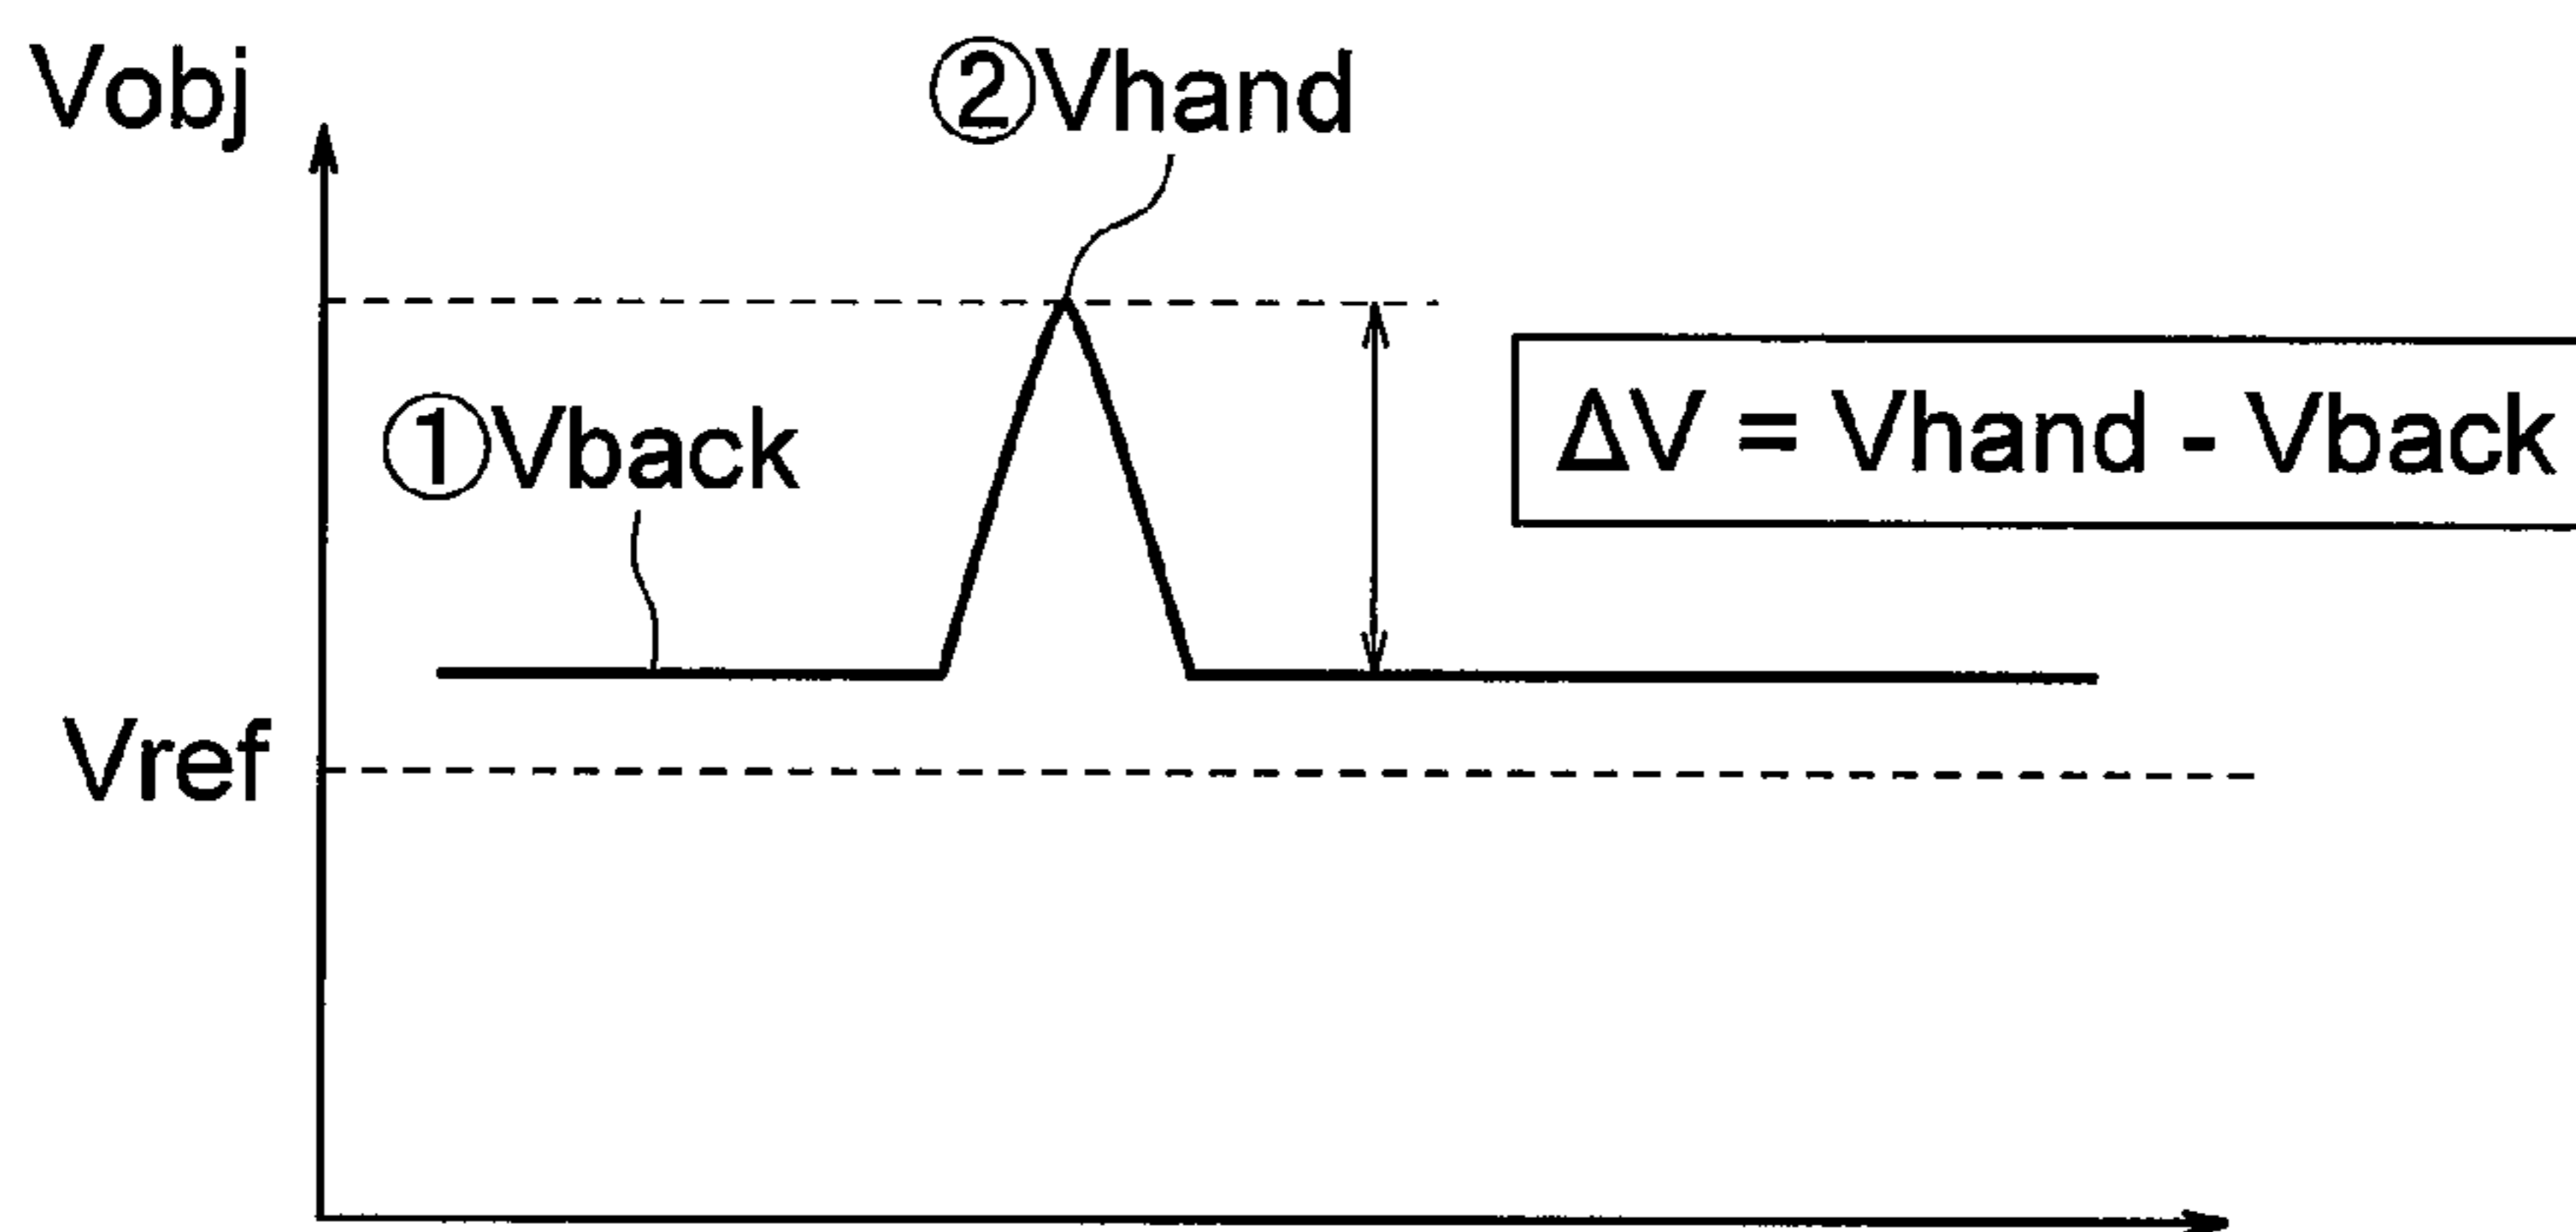 Vobj
②Vhand
①Vback
ΔV = Vhand - Vback
Vref